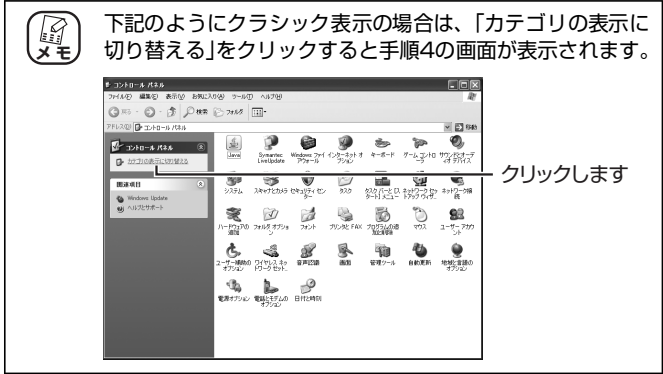 下記のようにクラシック表示の場合は、「カテゴリの表示に
切り替える」をクリックすると手順4の画面が表示されます。
メモ
コントロール パネル
ファイル(F) 編集(E) 表示(V) お気に入り(A) ツール(T) ヘルプ(H)
戻る 検索 フォルダ
アドレス(D) コントロール パネル 移動
コントロール パネル
カテゴリの表示に切り替える
クリックします
関連項目
Windows Update
ヘルプとサポート
Java Symantec LiveUpdate Windows ファイアウォール インターネット オプション キーボード ゲーム コントローラ サウンドとオーディオ デバイス
システム スキャナとカメラ セキュリティ センター タスク タスク バーと [スタート] メニュー ネットワーク セットアップ ウィザ... ネットワーク接続
ハードウェアの追加 フォルダ オプション フォント プリンタと FAX プログラムの追加と削除 マウス ユーザー アカウント
ユーザー補助のオプション ワイヤレス ネットワーク セット... 音声認識 画面 管理ツール 自動更新 地域と言語のオプション
電源オプション 電話とモデムのオプション 日付と時刻